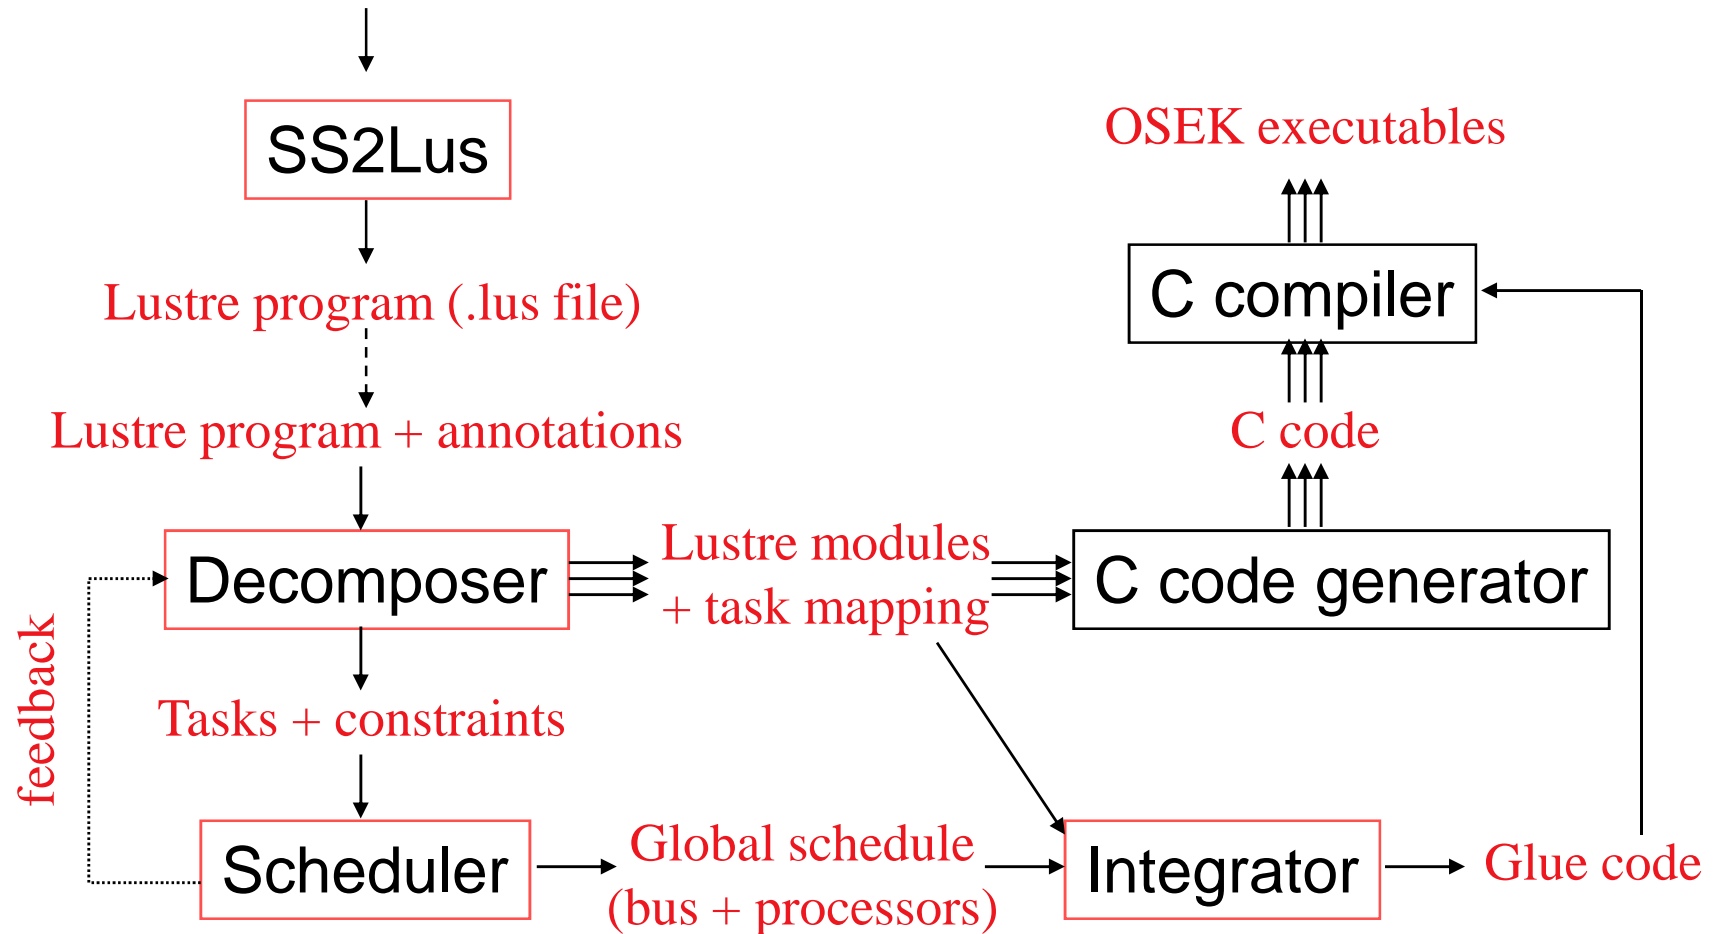 SS2Lus
OSEK executables
Lustre program (.lus file)
C compiler
Lustre program + annotations
C code
Decomposer
Lustre modules
+ task mapping
C code generator
feedback
Tasks + constraints
Scheduler
Global schedule
(bus + processors)
Integrator
Glue code